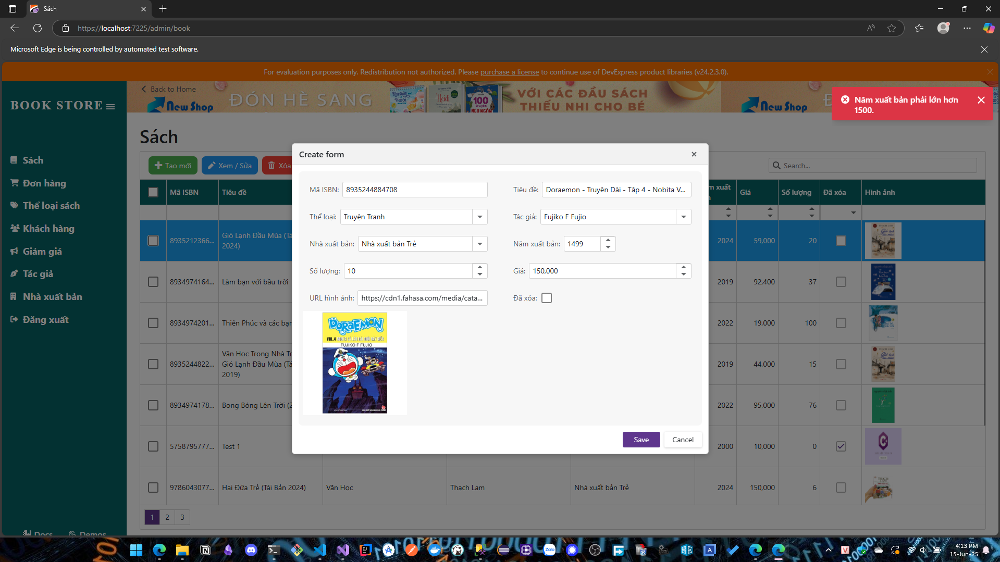 Sách
https://localhost:7225/admin/book
Microsoft Edge is being controlled by automated test software.
For evaluation purposes only. Redistribution not authorized. Please purchase a license to continue use of DevExpress product libraries (v24.2.3.0).
Back to Home
BOOK STORE
New Shop
ĐÓN HÈ SANG
Heidi
100
VỚI CÁC ĐẦU SÁCH
THIẾU NHI CHO BÉ
New Shop
Năm xuất bản phải lớn hơn
1500.
Sách
Đơn hàng
Thể loại sách
Khách hàng
Giảm giá
Tác giả
Nhà xuất bản
Đăng xuất
Docs
Demos
Sách
Tạo mới
Xem / Sửa
Xóa
Search...
Mã ISBN
Tiêu đề
Giá
Số lượng
Đã xóa
Hình ảnh
8935212366...
Gió Lạnh Đầu Mùa (Tá
2024)
2024
59,000
20
8934974164...
Làm bạn với bầu trời
2019
92,400
37
8934974201...
Thiên Phúc và các bạn
2022
19,000
100
8935244822...
Văn Học Trong Nhà Tr
Gió Lạnh Đầu Mùa (Tá
2019)
2019
44,000
15
8934974178...
Bong Bóng Lên Trời (2
2022
95,000
76
5758795777...
Test 1
2000
10,000
0
9786043077...
Hai Đứa Trẻ (Tái Bản 2024)
Văn Học
Thạch Lam
Nhà xuất bản Trẻ
2024
150,000
6
1
2
3
Create form
Mã ISBN:
8935244884708
Tiêu đề:
Doraemon - Truyện Dài - Tập 4 - Nobita V...
Thể loại:
Truyện Tranh
Tác giả:
Fujiko F Fujio
Nhà xuất bản:
Nhà xuất bản Trẻ
Năm xuất bản:
1499
Số lượng:
10
Giá:
150,000
URL hình ảnh:
https://cdn1.fahasa.com/media/cata...
Đã xóa:
DORAEMON
VOL.4 NOBITA VÀ LÂU ĐÀI DƯỚI ĐÁY BIỂN
FUJIKO F FUJIO
Save
Cancel
Zalo
4:13 PM
15-Jun-25